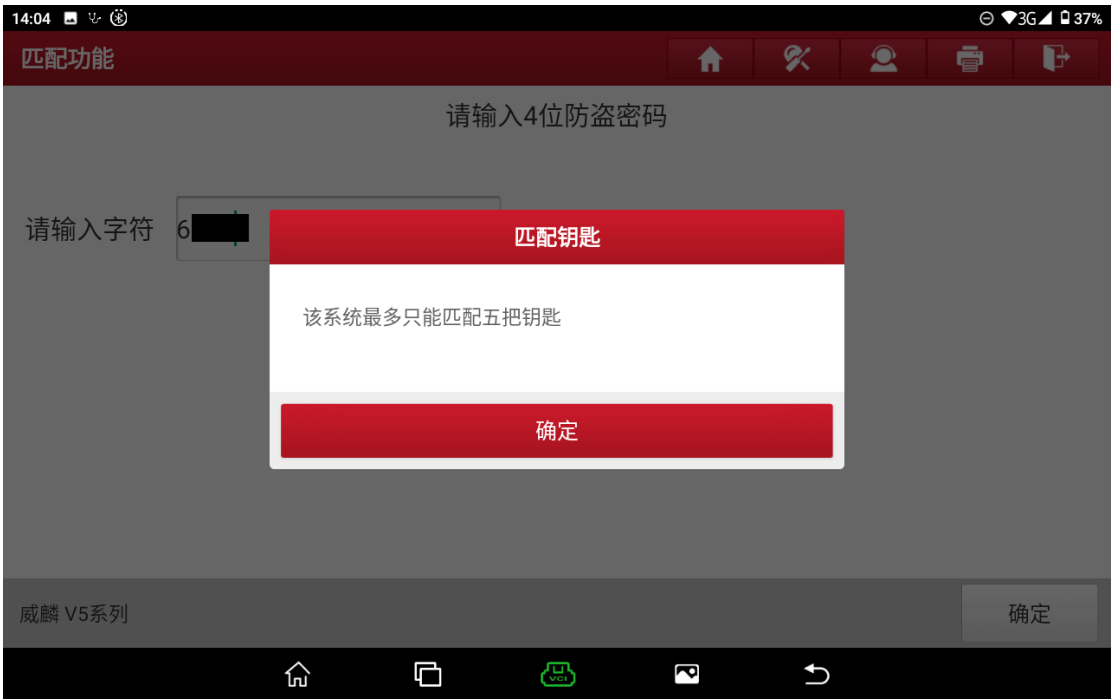 14:04
3G 37%
匹配功能
请输入4位防盗密码
请输入字符 6
匹配钥匙
该系统最多只能匹配五把钥匙
确定
威麟 V5系列
确定
VCI